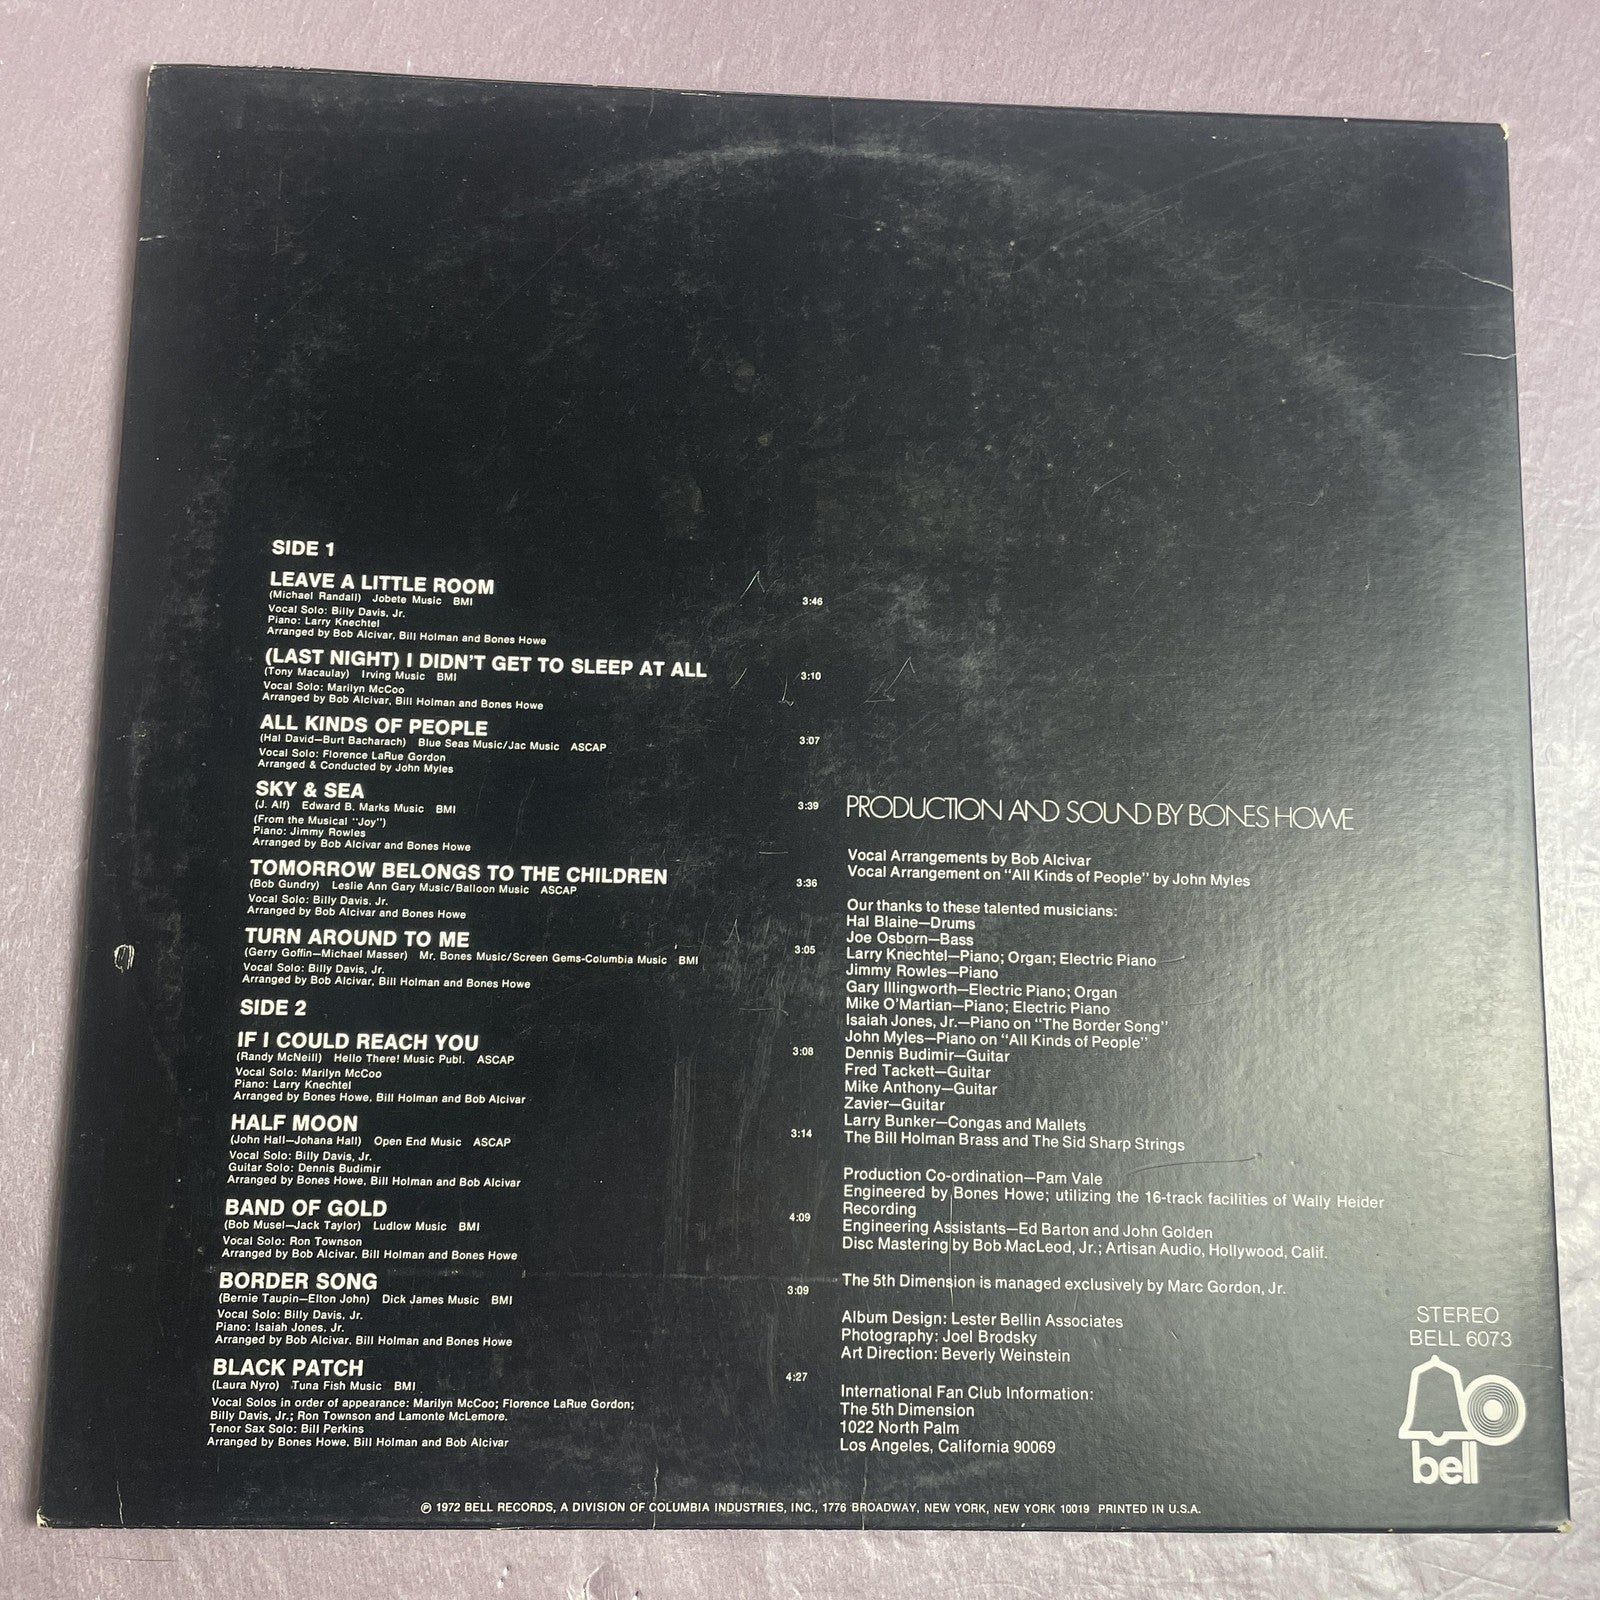 SIDE 1
LEAVE A LITTLE ROOM
(Michael Randall) Jobete Music BMI 3:46
Vocal Solo: Billy Davis, Jr.
Piano: Larry Knechtel
Arranged by Bob Alcivar, Bill Holman and Bones Howe
(LAST NIGHT) I DIDN'T GET TO SLEEP AT ALL
(Tony Macaulay) Irving Music BMI 3:10
Vocal Solo: Marilyn McCoo
Arranged by Bob Alcivar, Bill Holman and Bones Howe
ALL KINDS OF PEOPLE
(Hal David—Burt Bacharach) Blue Seas Music/Jac Music ASCAP 3:07
Vocal Solo: Florence LaRue Gordon
Arranged & Conducted by John Myles
SKY & SEA
(J. Alf) Edward B. Marks Music BMI 3:39
(From the Musical "Joy")
Piano: Jimmy Rowles
Arranged by Bob Alcivar and Bones Howe
TOMORROW BELONGS TO THE CHILDREN
(Bob Gundry) Leslie Ann Gary Music/Balloon Music ASCAP 3:36
Vocal Solo: Billy Davis, Jr.
Arranged by Bob Alcivar and Bones Howe
TURN AROUND TO ME
(Gerry Goffin—Michael Masser) Mr. Bones Music/Screen Gems-Columbia Music BMI 3:05
Vocal Solo: Billy Davis, Jr.
Arranged by Bob Alcivar, Bill Holman and Bones Howe
SIDE 2
IF I COULD REACH YOU
(Randy McNeill) Hello There! Music Publ. ASCAP 3:08
Vocal Solo: Marilyn McCoo
Piano: Larry Knechtel
Arranged by Bones Howe, Bill Holman and Bob Alcivar
HALF MOON
(John Hall—Johana Hall) Open End Music ASCAP 3:14
Vocal Solo: Billy Davis, Jr.
Guitar Solo: Dennis Budimir
Arranged by Bones Howe, Bill Holman and Bob Alcivar
BAND OF GOLD
(Bob Musel—Jack Taylor) Ludlow Music BMI 4:09
Vocal Solo: Ron Townson
Arranged by Bob Alcivar, Bill Holman and Bones Howe
BORDER SONG
(Bernie Taupin—Elton John) Dick James Music BMI 3:09
Vocal Solo: Billy Davis, Jr.
Piano: Isaiah Jones, Jr.
Arranged by Bob Alcivar, Bill Holman and Bones Howe
BLACK PATCH
(Laura Nyro) Tuna Fish Music BMI 4:27
Vocal Solos in order of appearance: Marilyn McCoo; Florence LaRue Gordon;
Billy Davis, Jr.; Ron Townson and Lamonte McLemore.
Tenor Sax Solo: Bill Perkins
Arranged by Bones Howe, Bill Holman and Bob Alcivar
PRODUCTION AND SOUND BY BONES HOWE
Vocal Arrangements by Bob Alcivar
Vocal Arrangement on "All Kinds of People" by John Myles
Our thanks to these talented musicians:
Hal Blaine—Drums
Joe Osborn—Bass
Larry Knechtel—Piano; Organ; Electric Piano
Jimmy Rowles—Piano
Gary Illingworth—Electric Piano; Organ
Mike O'Martian—Piano; Electric Piano
Isaiah Jones, Jr.—Piano on "The Border Song"
John Myles—Piano on "All Kinds of People"
Dennis Budimir—Guitar
Fred Tackett—Guitar
Mike Anthony—Guitar
Zavier—Guitar
Larry Bunker—Congas and Mallets
The Bill Holman Brass and The Sid Sharp Strings
Production Co-ordination—Pam Vale
Engineered by Bones Howe; utilizing the 16-track facilities of Wally Heider
Recording
Engineering Assistants—Ed Barton and John Golden
Disc Mastering by Bob MacLeod, Jr.; Artisan Audio, Hollywood, Calif.
The 5th Dimension is managed exclusively by Marc Gordon, Jr.
Album Design: Lester Bellin Associates
Photography: Joel Brodsky
Art Direction: Beverly Weinstein
International Fan Club Information:
The 5th Dimension
1022 North Palm
Los Angeles, California 90069
STEREO
BELL 6073
bell
℗ 1972 BELL RECORDS, A DIVISION OF COLUMBIA INDUSTRIES, INC., 1776 BROADWAY, NEW YORK, NEW YORK 10019 PRINTED IN U.S.A.